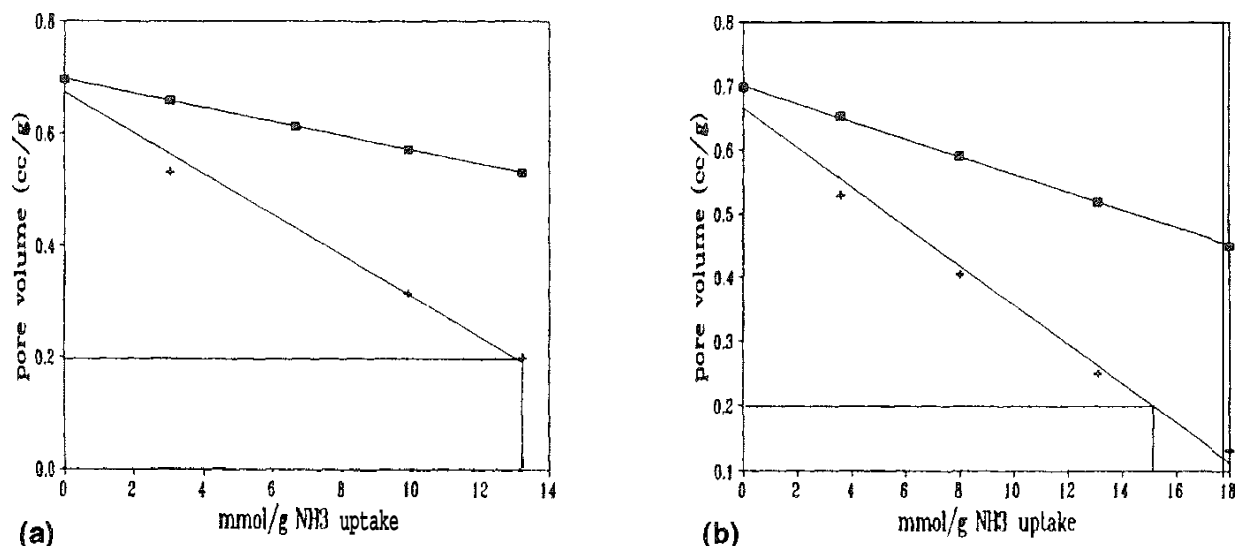 0.8
0.6
0.4
0.2
0.0
pore volume (cc/g)
0 2 4 6 8 10 12 14
mmol/g NH3 uptake
(a)
0.8
0.7
0.6
0.5
0.4
0.3
0.2
0.1
pore volume (cc/g)
0 2 4 6 8 10 12 14 16 18
mmol/g NH3 uptake
(b)